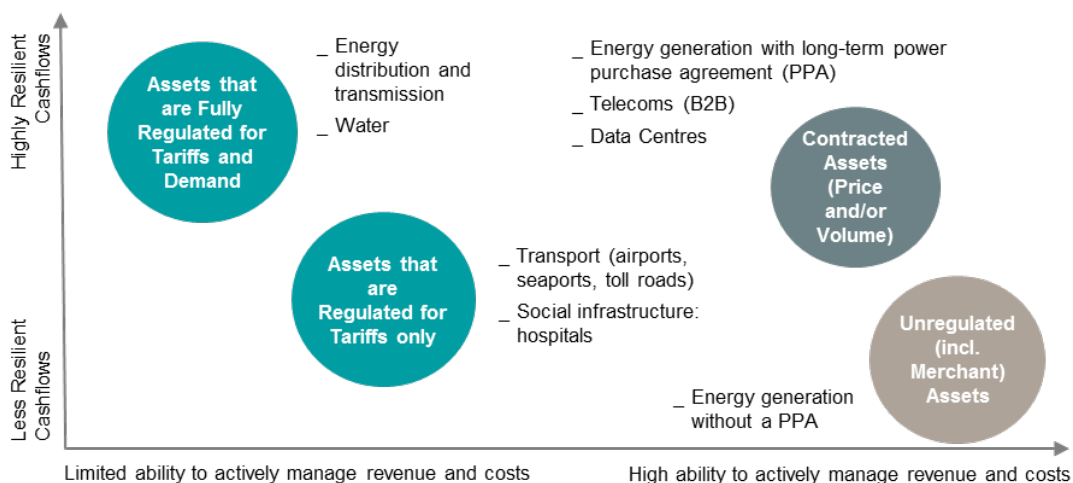 Highly Resilient
Cashflows
Less Resilient
Cashflows
Assets that
are Fully
Regulated for
Tariffs and
Demand
_ Energy
distribution and
transmission
_ Water
_ Energy generation with long-term power
purchase agreement (PPA)
_ Telecoms (B2B)
_ Data Centres
Contracted
Assets
(Price
and/or
Volume)
Assets that
are
Regulated for
Tariffs only
_ Transport (airports,
seaports, toll roads)
_ Social infrastructure:
hospitals
Unregulated
(incl.
Merchant)
Assets
_ Energy generation
without a PPA
Limited ability to actively manage revenue and costs
High ability to actively manage revenue and costs